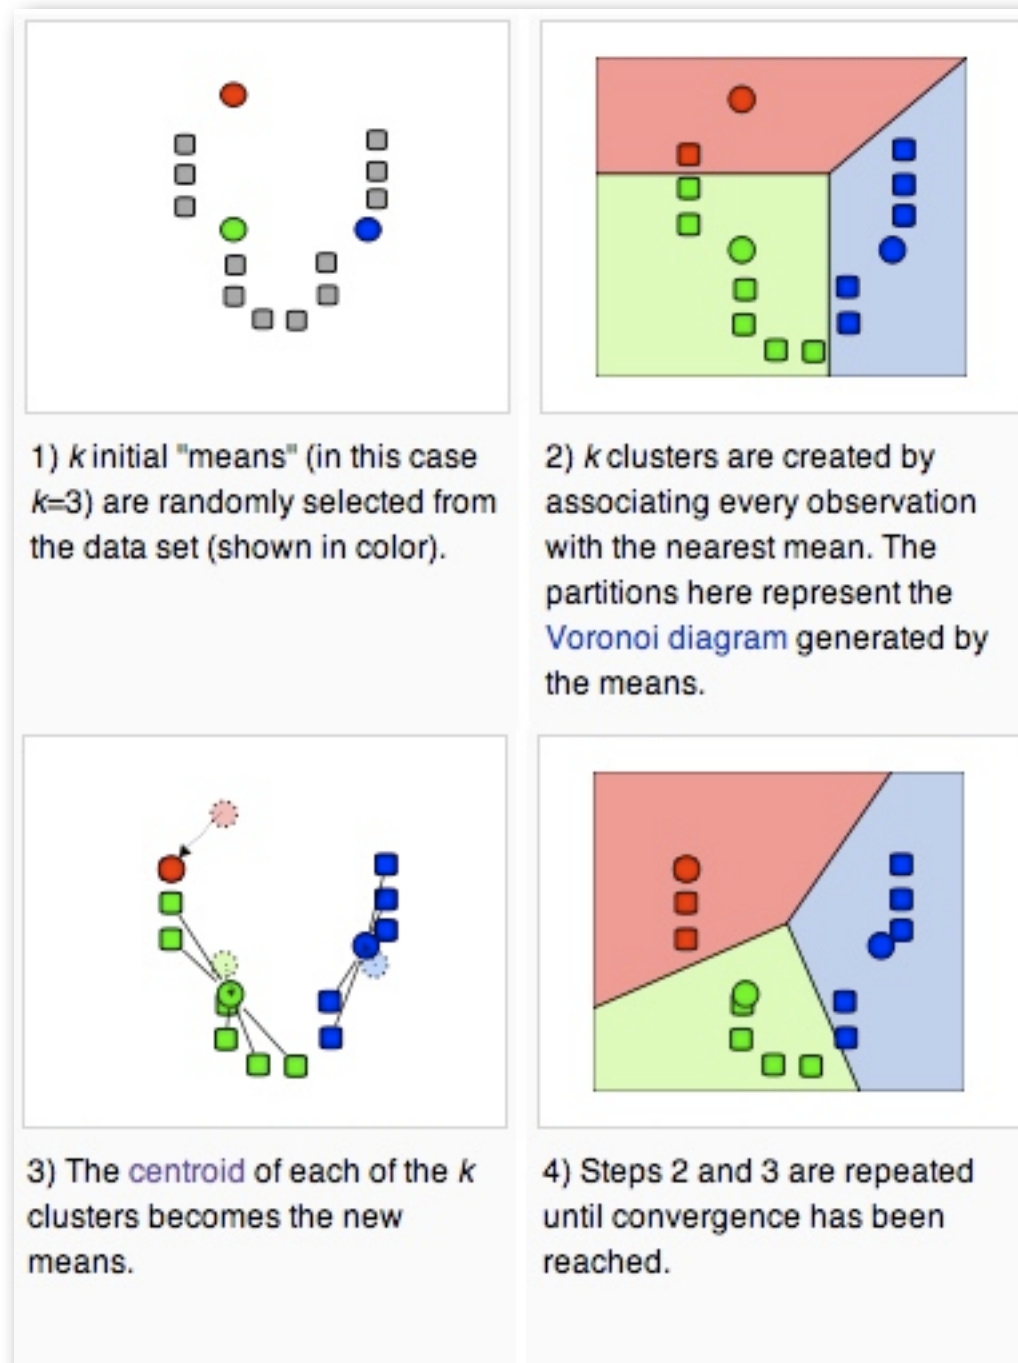 1) k initial "means" (in this case
k=3) are randomly selected from
the data set (shown in color).
2) k clusters are created by
associating every observation
with the nearest mean. The
partitions here represent the
Voronoi diagram generated by
the means.
3) The centroid of each of the k
clusters becomes the new
means.
4) Steps 2 and 3 are repeated
until convergence has been
reached.